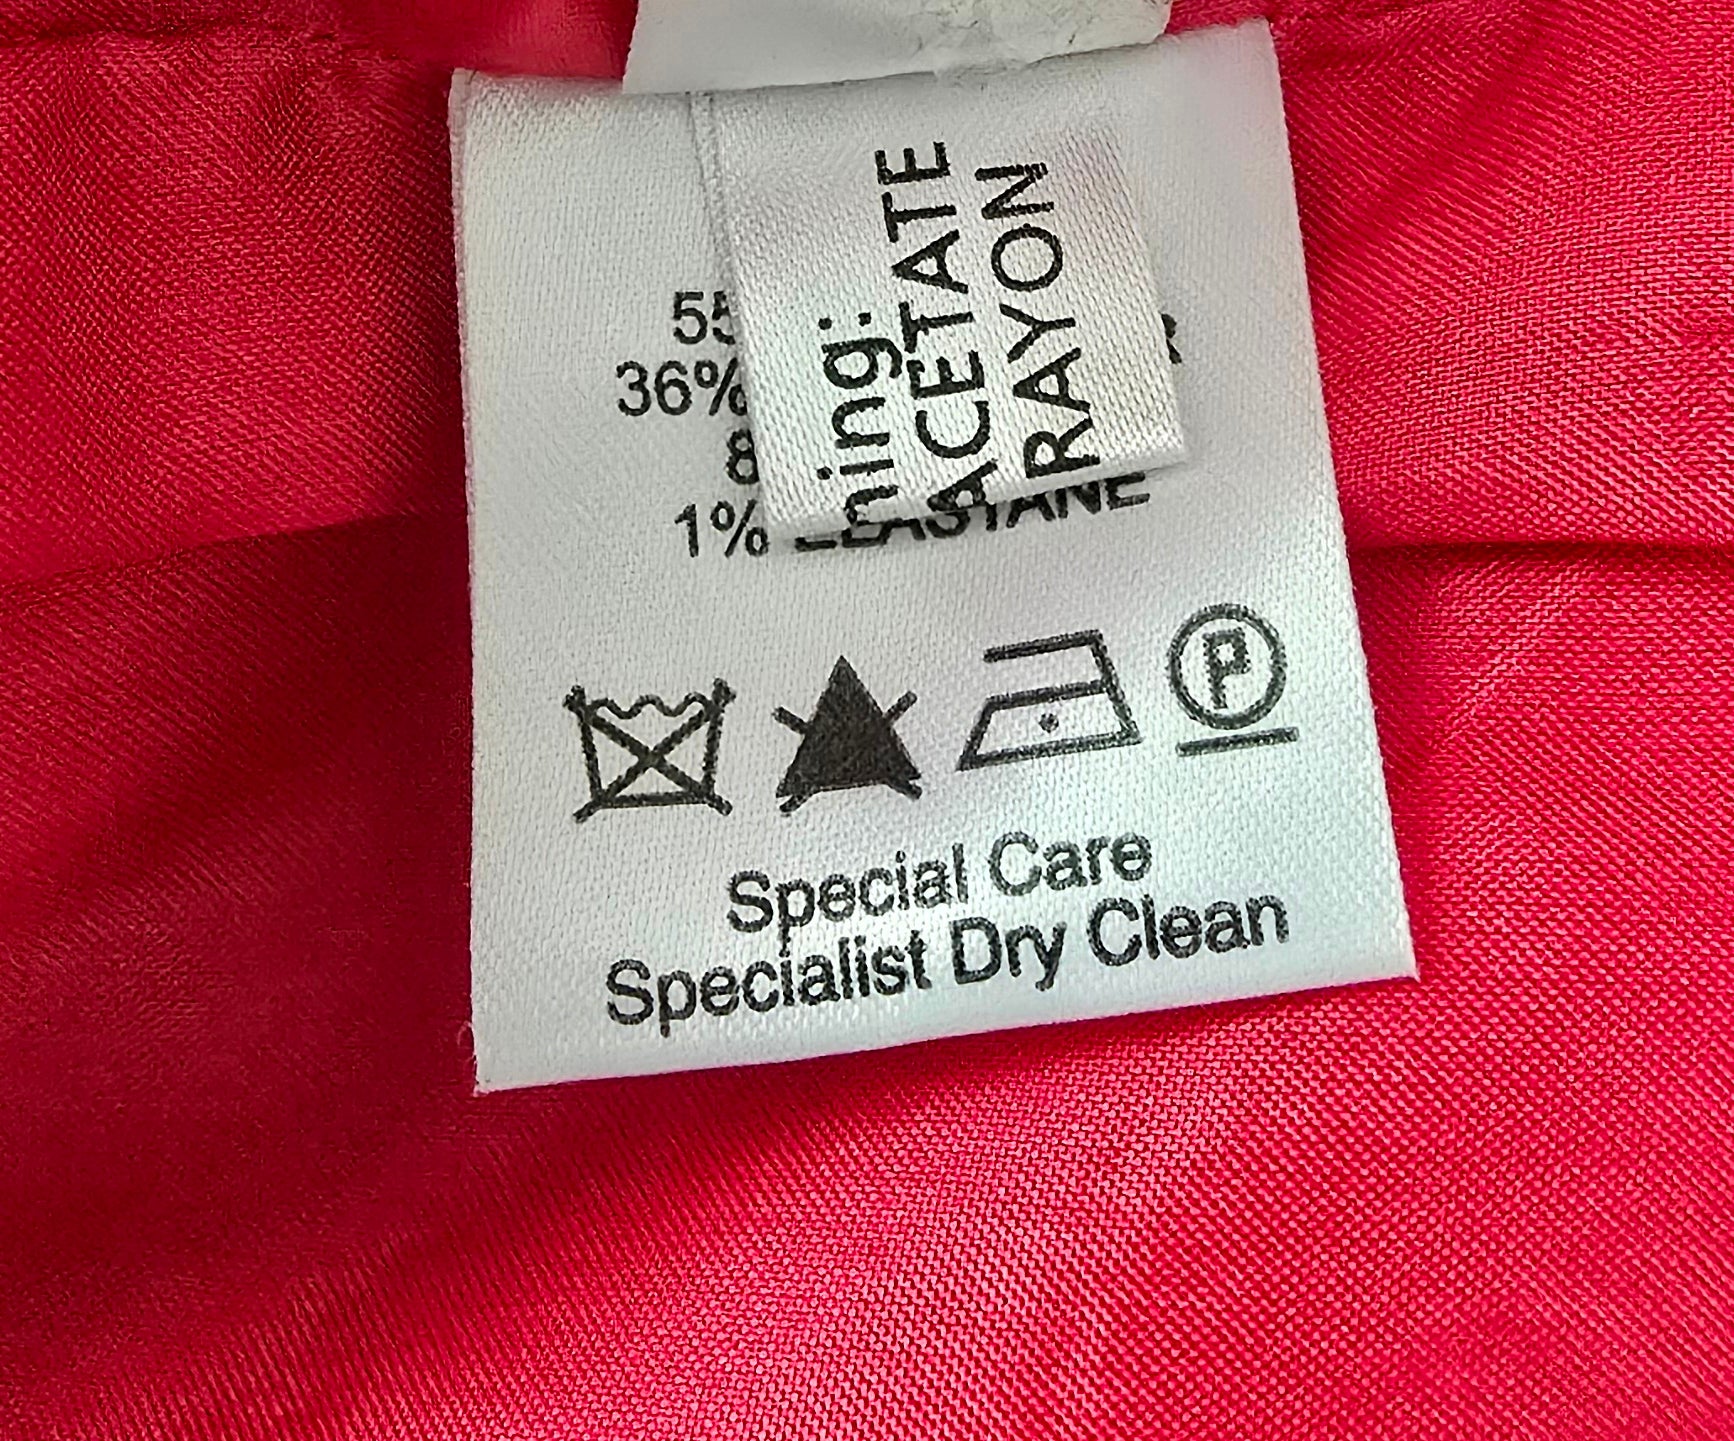 ning:
ACETATE
RAYON
55
36%
8
1% ELASTANE
P
Special Care
Specialist Dry Clean